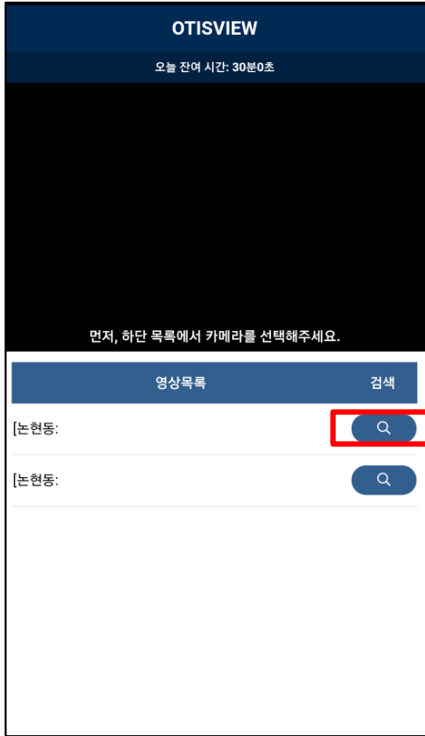 OTISVIEW
오늘 잔여 시간: 30분0초
먼저, 하단 목록에서 카메라를 선택해주세요.
영상목록 검색
[논현동:
[논현동: